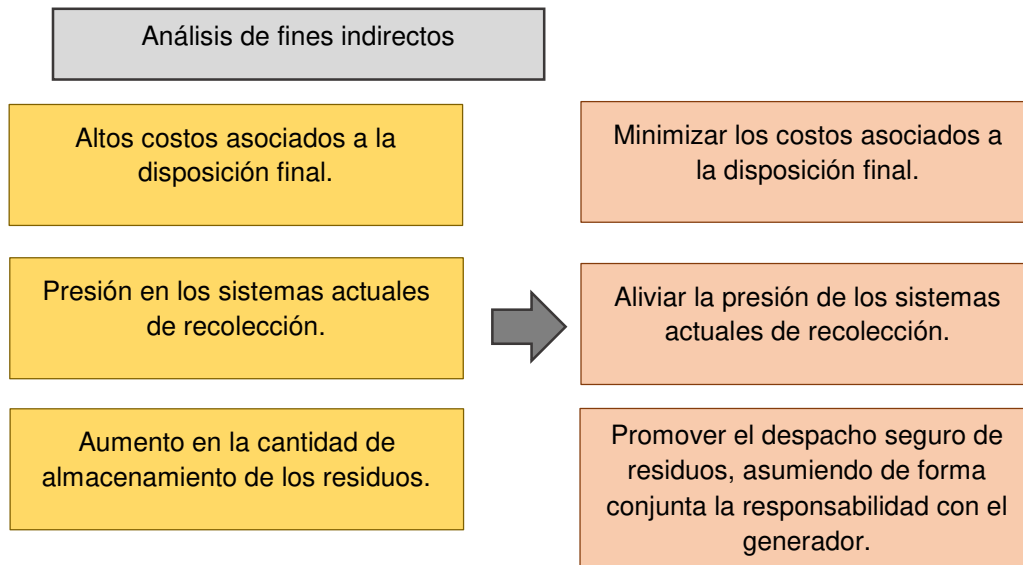 Análisis de fines indirectos
Altos costos asociados a la
disposición final.
Minimizar los costos asociados a
la disposición final.
Presión en los sistemas actuales
de recolección.
Aliviar la presión de los sistemas
actuales de recolección.
Aumento en la cantidad de
almacenamiento de los residuos.
Promover el despacho seguro de
residuos, asumiendo de forma
conjunta la responsabilidad con el
generador.